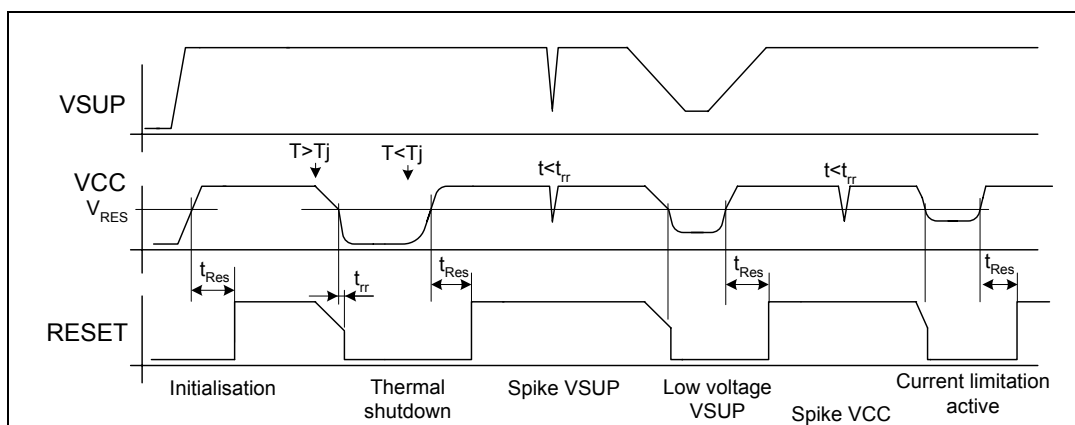 VSUP
T>Tj
T<Tj
t<trr
t<trr
VCC
VRES
tRes
trr
tRes
tRes
tRes
RESET
Initialisation
Thermal
shutdown
Spike VSUP
Low voltage
VSUP
Spike VCC
Current limitation
active